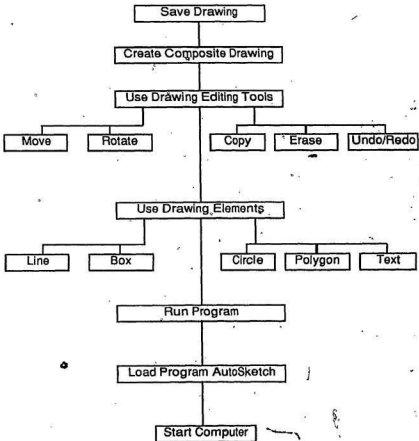 Save Drawing
Create Composite Drawing
Use Drawing Editing Tools
Move Rotate Copy Erase Undo/Redo
Use Drawing Elements
Line Box Circle Polygon Text
Run Program
Load Program AutoSketch
Start Computer